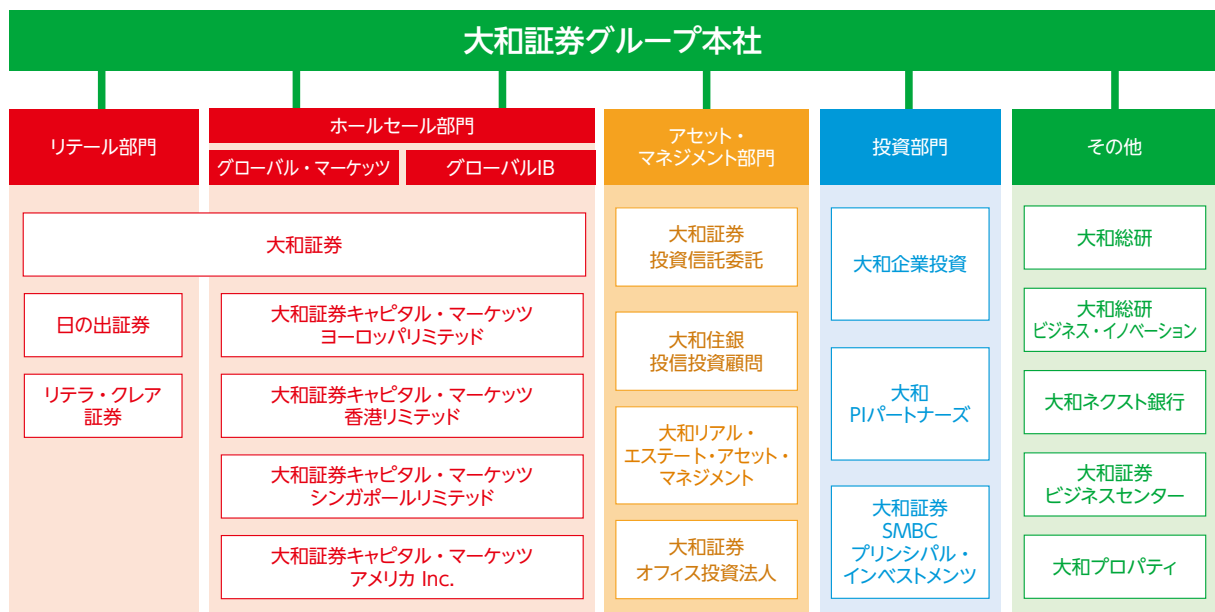 大和証券グループ本社
リテール部門
ホールセール部門
グローバル・マーケッツ
グローバルIB
アセット・
マネジメント部門
投資部門
その他
大和証券
日の出証券
リテラ・クレア
証券
大和証券キャピタル・マーケッツ
ヨーロッパリミテッド
大和証券キャピタル・マーケッツ
香港リミテッド
大和証券キャピタル・マーケッツ
シンガポールリミテッド
大和証券キャピタル・マーケッツ
アメリカ Inc.
大和証券
投資信託委託
大和住銀
投信投資顧問
大和リアル・
エステート・アセット・
マネジメント
大和証券
オフィス投資法人
大和企業投資
大和
PIパートナーズ
大和証券
SMBC
プリンシパル・
インベストメンツ
大和総研
大和総研
ビジネス・イノベーション
大和ネクスト銀行
大和証券
ビジネスセンター
大和プロパティ